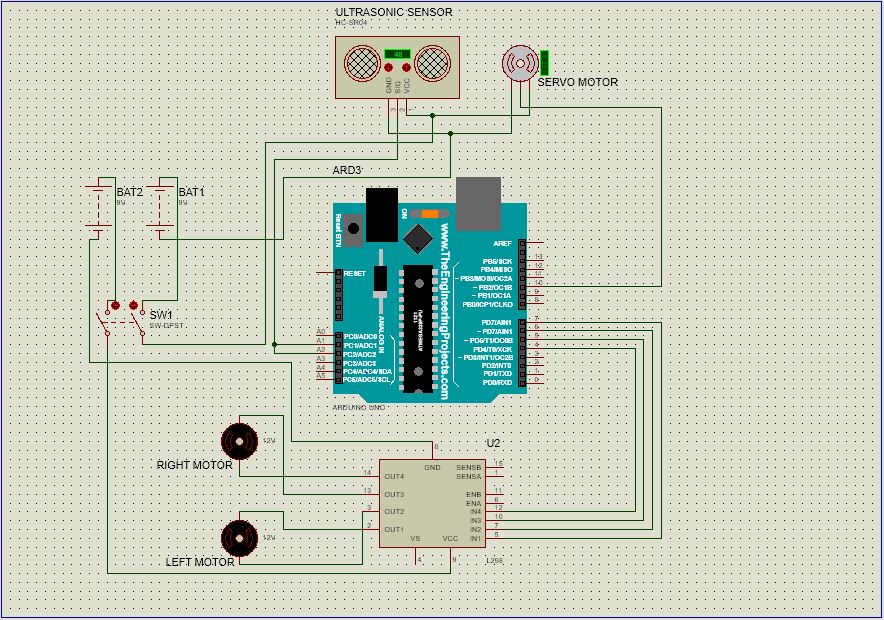 ULTRASONIC SENSOR
HC-SR04
48
GND
SIG
VCC
3
2
1
SERVO MOTOR
BAT2
9V
BAT1
9V
ARD3
ON
Reset BTN
www.TheEngineeringProjects.com
AREF
PB5/SCK
13
PB4/MISO
12
~PB3/MOSI/OC2A
11
~ PB2/OC1B
10
~ PB1/OC1A
9
PB0/ICP1/CLKO
8
RESET
ANALOG IN
PD7/AIN1
7
~ PD7/AIN1
6
~ PD5/T1/OC0B
5
PD4/T0/XCK
4
~ PD3/INT1/OC2B
3
PD2/INT0
2
PD1/TXD
1
PD0/RXD
0
A0
PC0/ADC0
A1
PC1/ADC1
A2
PC2/ADC2
A3
PC3/ADC3
A4
PC4/ADC4/SDA
A5
PC5/ADC5/SCL
ARDUINO UNO
SW1
SW-DPST
RIGHT MOTOR
12V
LEFT MOTOR
12V
U2
8
GND
SENSB
15
SENSA
1
14
OUT4
13
OUT3
3
OUT2
2
OUT1
ENB
11
ENA
6
IN4
12
IN3
10
IN2
7
IN1
5
VS
VCC
4
9
L298